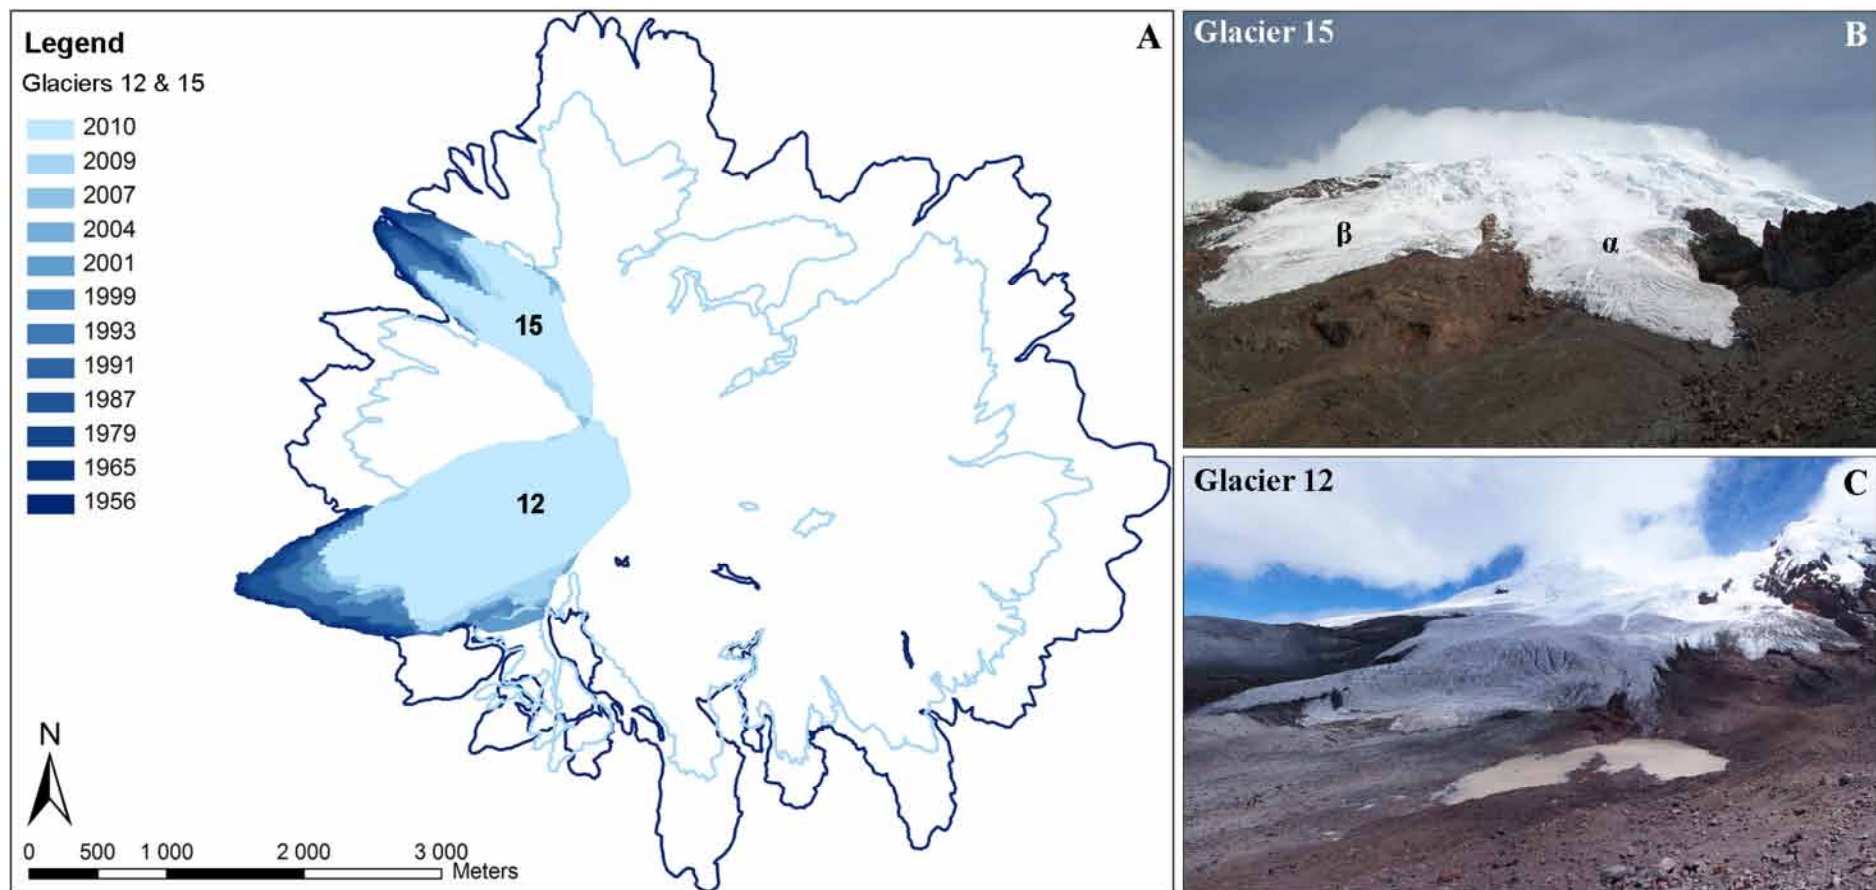 Legend
Glaciers 12 & 15
2010
2009
2007
2004
2001
1999
1993
1991
1987
1979
1965
1956
A
15
12
N
0 500 1 000 2 000 3 000
Meters
Glacier 15 B
β α
Glacier 12 C